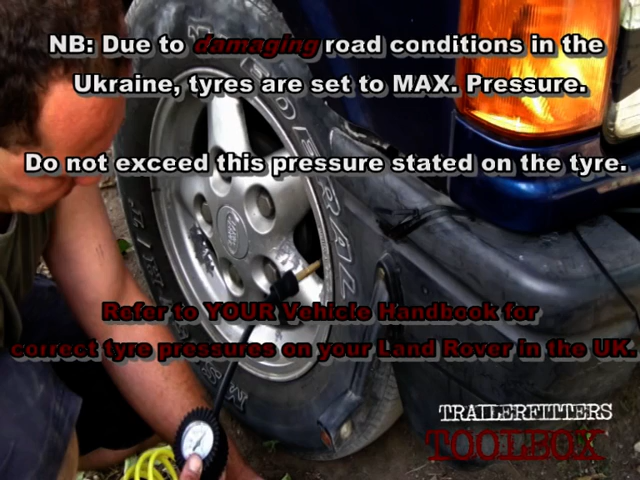 NB: Due to damaging road conditions in the
Ukraine, tyres are set to MAX. Pressure.
Do not exceed this pressure stated on the tyre.
Refer to YOUR Vehicle Handbook for
correct tyre pressures on your Land Rover in the UK.
TRAILERFITTERS
TOOLBOX